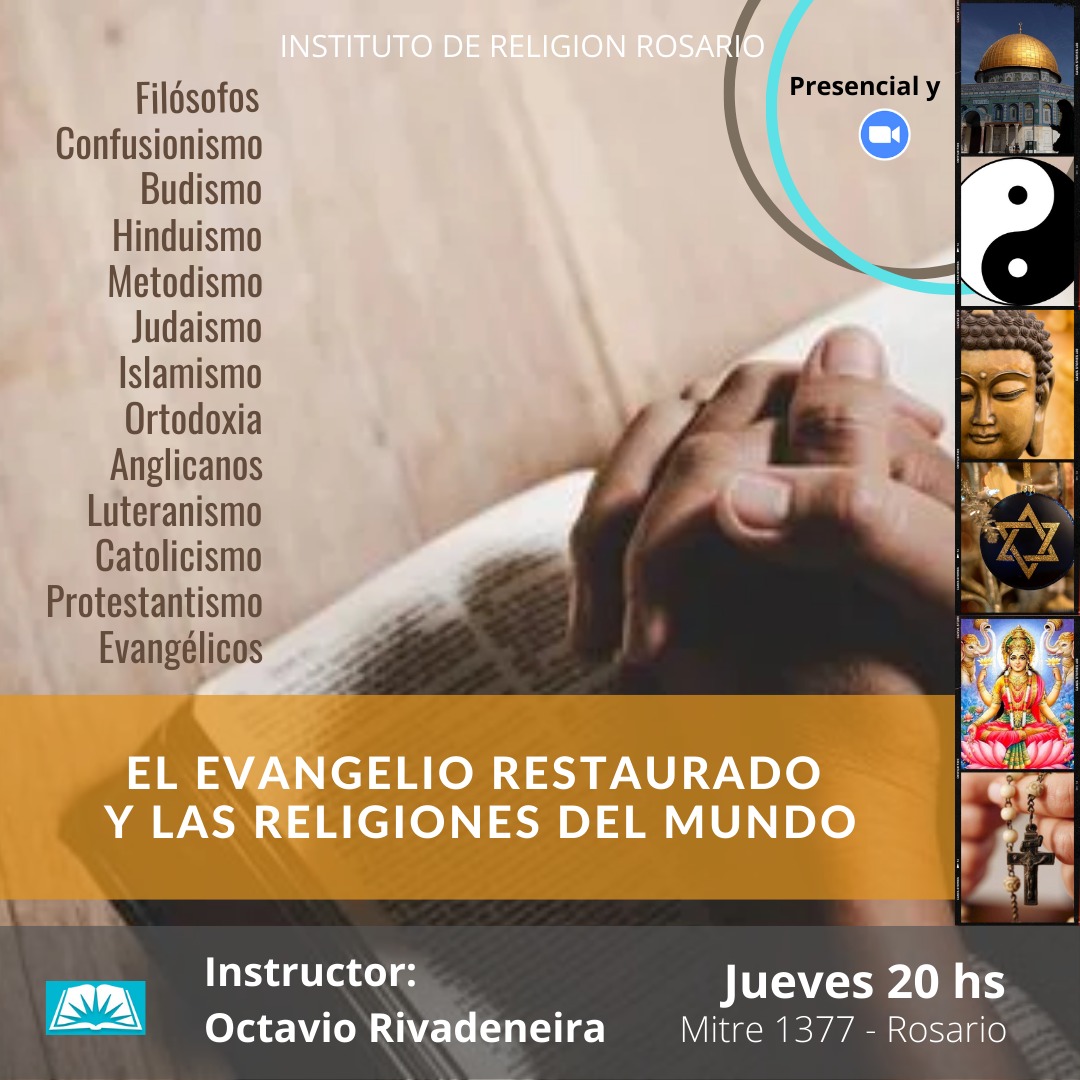 INSTITUTO DE RELIGION ROSARIO
Presencial y
Filósofos
Confusionismo
Budismo
Hinduismo
Metodismo
Judaismo
Islamismo
Ortodoxia
Anglicanos
Luteranismo
Catolicismo
Protestantismo
Evangélicos
EL EVANGELIO RESTAURADO
Y LAS RELIGIONES DEL MUNDO
Instructor:
Octavio Rivadeneira
Jueves 20 hs
Mitre 1377 - Rosario